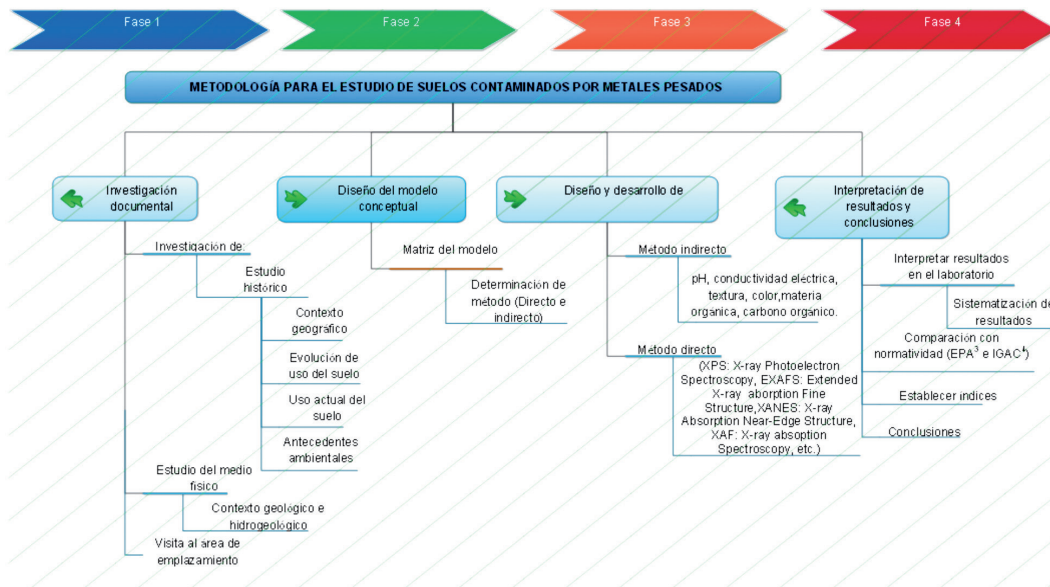 Fase 1
Fase 2
Fase 3
Fase 4
METODOLOGÍA PARA EL ESTUDIO DE SUELOS CONTAMINADOS POR METALES PESADOS
Investigación
documental
Investigación de:
Estudio
histórico
Contexto
geográfico
Evolución de
uso del suelo
Uso actual del
suelo
Antecedentes
ambientales
Estudio del medio
físico
Contexto geológico e
hidrogeológico
Visita al área de
emplazamiento
Diseño del modelo
conceptual
Matriz del modelo
Determinación de
método (Directo e
indirecto)
Diseño y desarrollo de
Método indirecto
pH, conductividad eléctrica,
textura, color,materia
orgánica, carbono orgánico.
Método directo
(XPS: X-ray Photoelectron
Spectroscopy, EXAFS: Extended
X-ray aborption Fine
Structure,XANES: X-ray
Absorption Near-Edge Structure,
XAF: X-ray absoption
Spectroscopy, etc.)
Interpretación de
resultados y
conclusiones
Interpretar resultados
en el laboratorio
Sistematización de
resultados
Comparación con
normatividad (EPA³ e IGAC⁴)
Establecer índices
Conclusiones